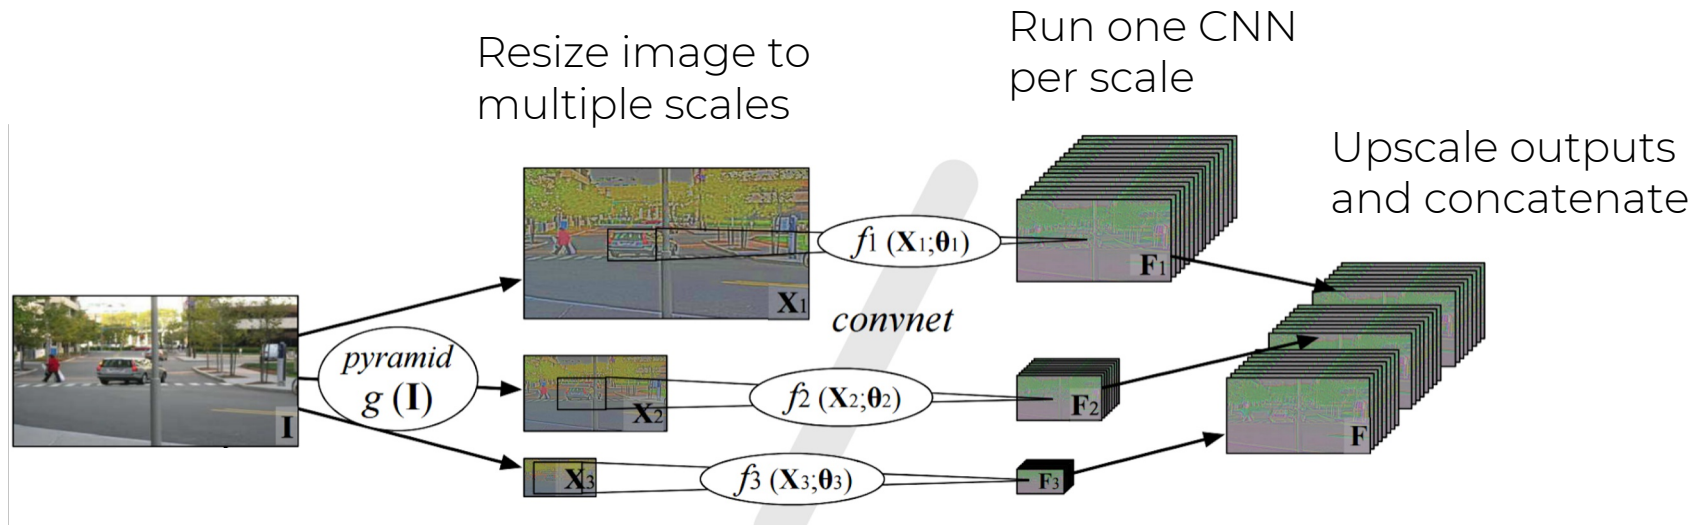 Resize image to
multiple scales
Run one CNN
per scale
Upscale outputs
and concatenate
I
pyramid
g (I)
X1
X2
X3
f1 (X1;θ1)
convnet
f2 (X2;θ2)
f3 (X3;θ3)
F1
F2
F3
F